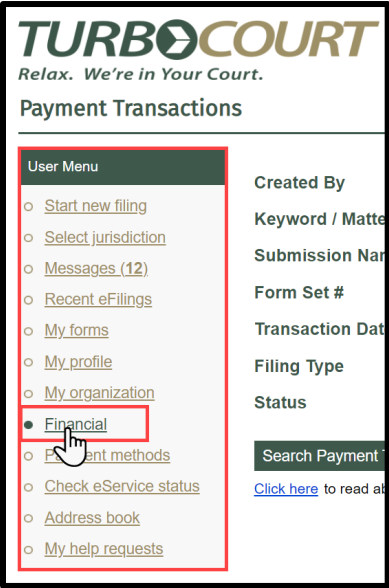 TURBOCOURT
Relax. We're in Your Court.
Payment Transactions
User Menu
Start new filing
Select jurisdiction
Messages (12)
Recent eFilings
My forms
My profile
My organization
Financial
methods
Check eService status
Address book
My help requests
Created By
Keyword / Matte
Submission Nar
Form Set #
Transaction Dat
Filing Type
Status
Search Payment
Click here to read